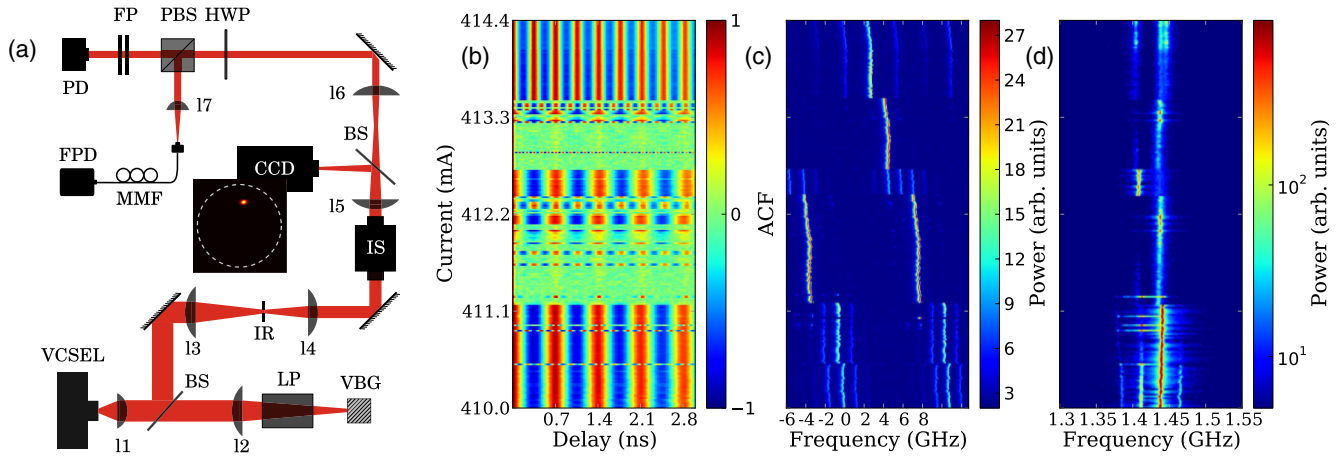 (a)
FP
PBS
HWP
PD
l7
l6
BS
FPD
MMF
CCD
l5
IS
l3
IR
l4
VCSEL
BS
LP
VBG
l1
l2
(b)
414.4
413.3
412.2
411.1
410.0
Current (mA)
0.7 1.4 2.1 2.8
Delay (ns)
1
0
−1
ACF
(c)
-6 -4 -2 0 2 4 6 8
Frequency (GHz)
27
24
21
18
15
12
9
6
3
Power (arb. units)
(d)
1.3 1.35 1.4 1.45 1.5 1.55
Frequency (GHz)
10²
10¹
Power (arb. units)